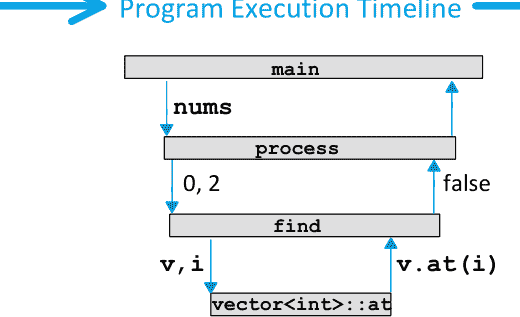 Program Execution Timeline
main
nums
process
0, 2
false
find
v,i
v.at(i)
vector<int>::at